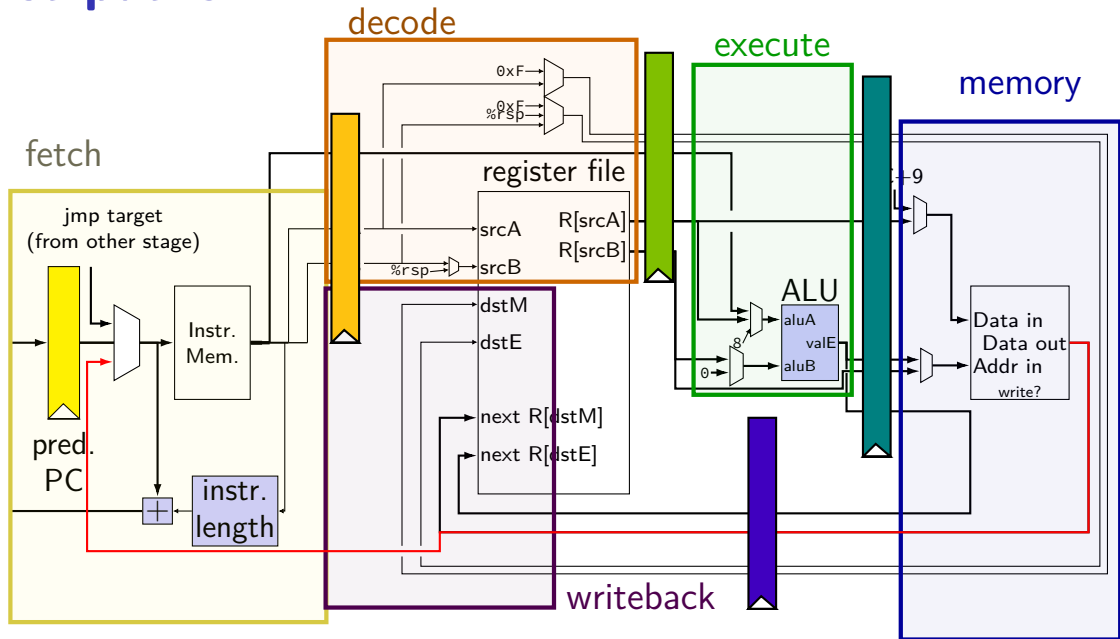 decode
execute
memory
fetch
0xF
0xF
%rsp
register file
jmp target
(from other stage)
srcA
R[srcA]
R[srcB]
%rsp
srcB
dstM
dstE
next R[dstM]
next R[dstE]
Instr.
Mem.
pred.
PC
instr.
length
+
ALU
aluA
valE
aluB
8
0
+9
Data in
Data out
Addr in
write?
writeback